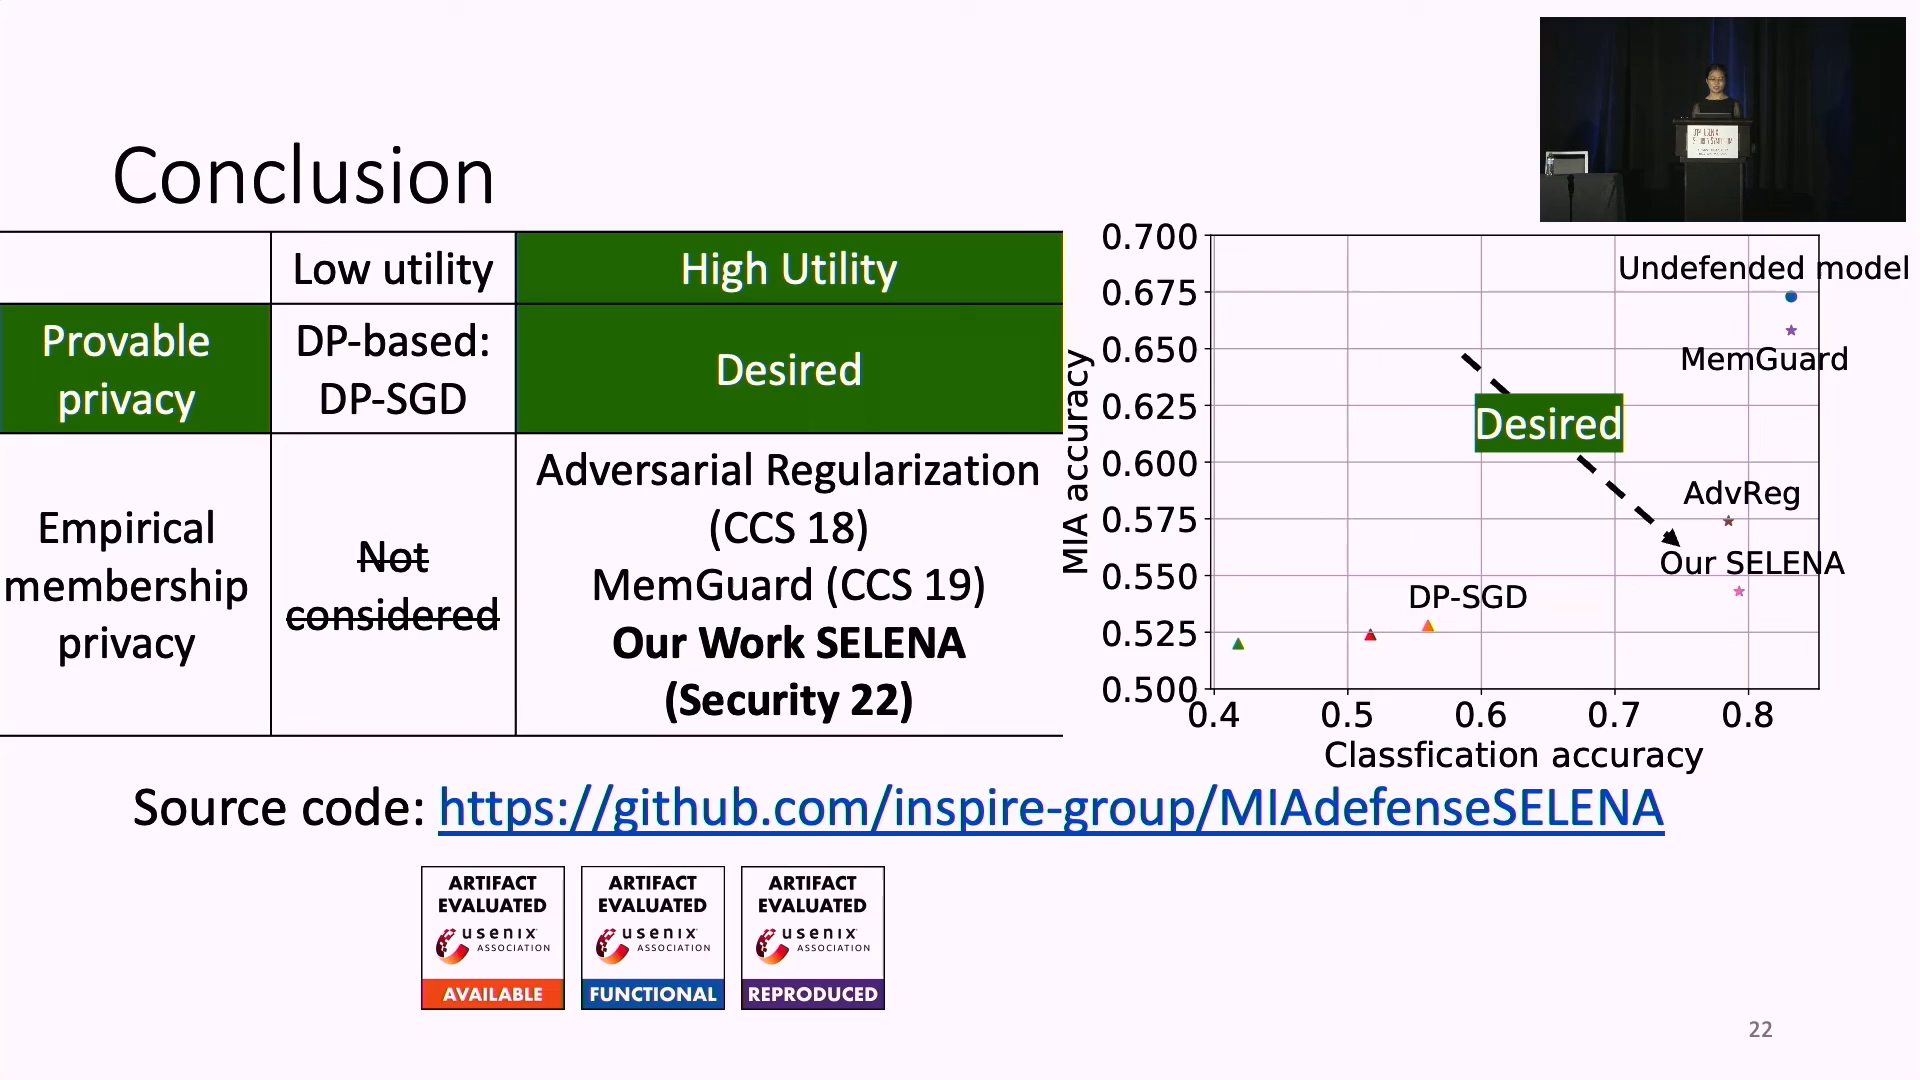 Conclusion
Low utility
High Utility
Provable
privacy
DP-based:
DP-SGD
Desired
Empirical
membership
privacy
Not
considered
Adversarial Regularization
(CCS 18)
MemGuard (CCS 19)
Our Work SELENA
(Security 22)
MIA accuracy
0.700
0.675
0.650
0.625
0.600
0.575
0.550
0.525
0.500
0.4
0.5
0.6
0.7
0.8
Classfication accuracy
Undefended model
MemGuard
Desired
AdvReg
Our SELENA
DP-SGD
Source code: https://github.com/inspire-group/MIAdefenseSELENA
ARTIFACT
EVALUATED
usenix
ASSOCIATION
AVAILABLE
ARTIFACT
EVALUATED
usenix
ASSOCIATION
FUNCTIONAL
ARTIFACT
EVALUATED
usenix
ASSOCIATION
REPRODUCED
22